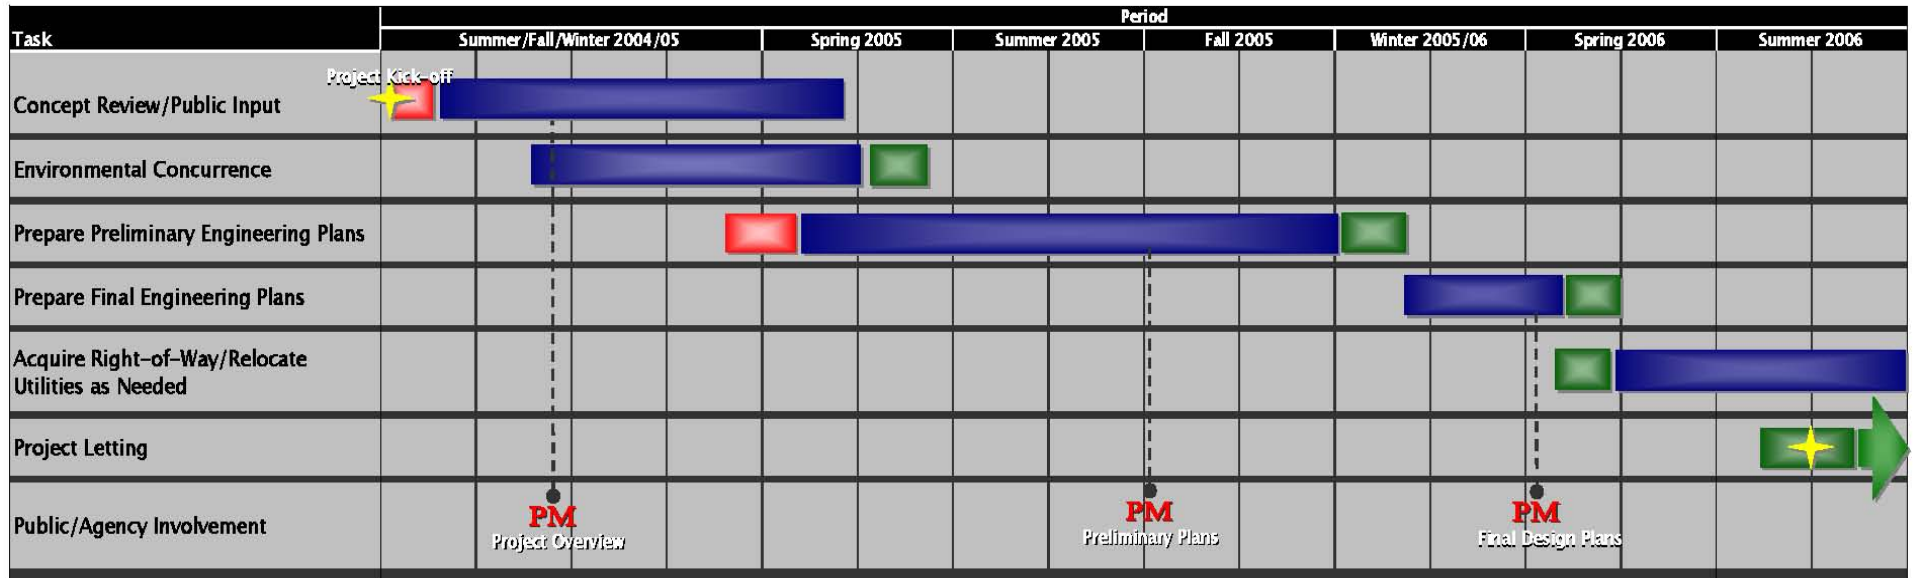 Period
Task
Summer/Fall/Winter 2004/05
Spring 2005
Summer 2005
Fall 2005
Winter 2005/06
Spring 2006
Summer 2006
Project Kick-off
Concept Review/Public Input
Environmental Concurrence
Prepare Preliminary Engineering Plans
Prepare Final Engineering Plans
Acquire Right-of-Way/Relocate
Utilities as Needed
Project Letting
Public/Agency Involvement
PM
Project Overview
PM
Preliminary Plans
PM
Final Design Plans